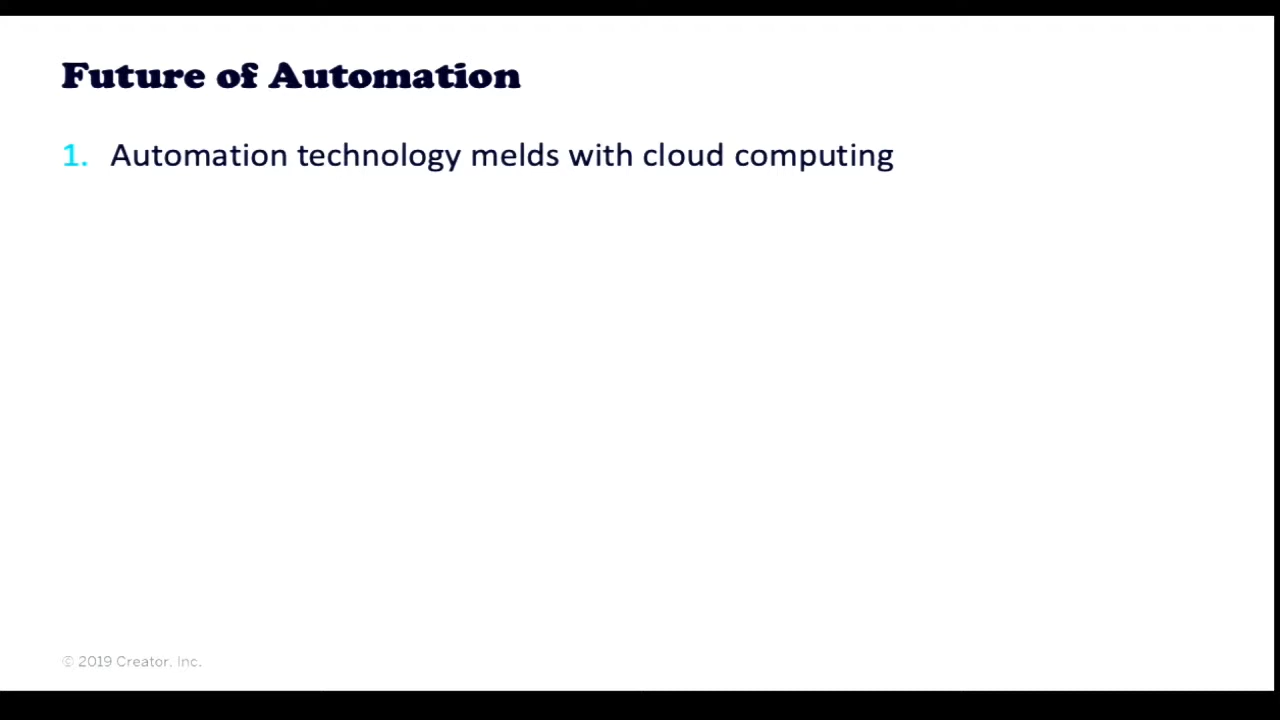 Future of Automation
1. Automation technology melds with cloud computing
© 2019 Creator, Inc.